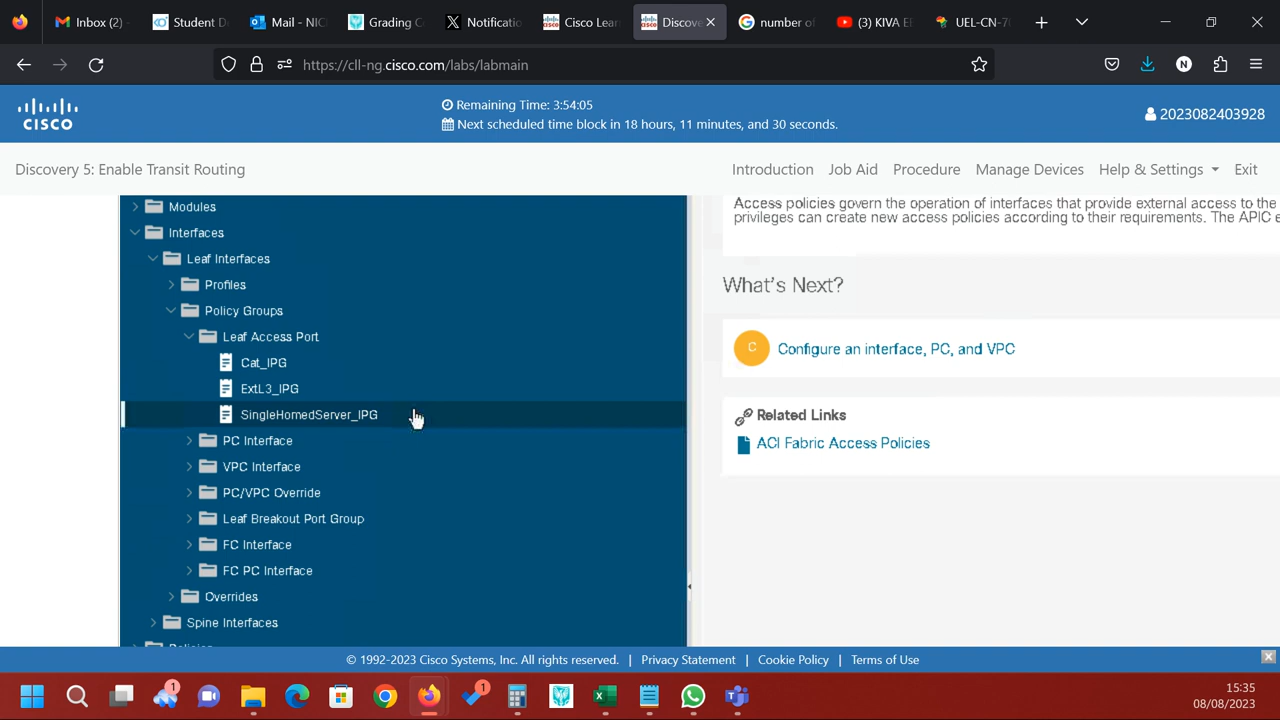 Inbox (2)
Student D
Mail - NIC
Grading C
Notificatio
Cisco Lear
Discove
number of
(3) KIVA EF
UEL-CN-7
https://cll-ng.cisco.com/labs/labmain
N
CISCO
Remaining Time: 3:54:05
Next scheduled time block in 18 hours, 11 minutes, and 30 seconds.
2023082403928
Discovery 5: Enable Transit Routing
Introduction
Job Aid
Procedure
Manage Devices
Help & Settings
Exit
Modules
Interfaces
Leaf Interfaces
Profiles
Policy Groups
Leaf Access Port
Cat_IPG
ExtL3_IPG
SingleHomedServer_IPG
PC Interface
VPC Interface
PC/VPC Override
Leaf Breakout Port Group
FC Interface
FC PC Interface
Overrides
Spine Interfaces
Access policies govern the operation of interfaces that provide external access to the
privileges can create new access policies according to their requirements. The APIC
What's Next?
C
Configure an interface, PC, and VPC
Related Links
ACI Fabric Access Policies
© 1992-2023 Cisco Systems, Inc. All rights reserved. | Privacy Statement | Cookie Policy | Terms of Use
1
1
15:35
08/08/2023